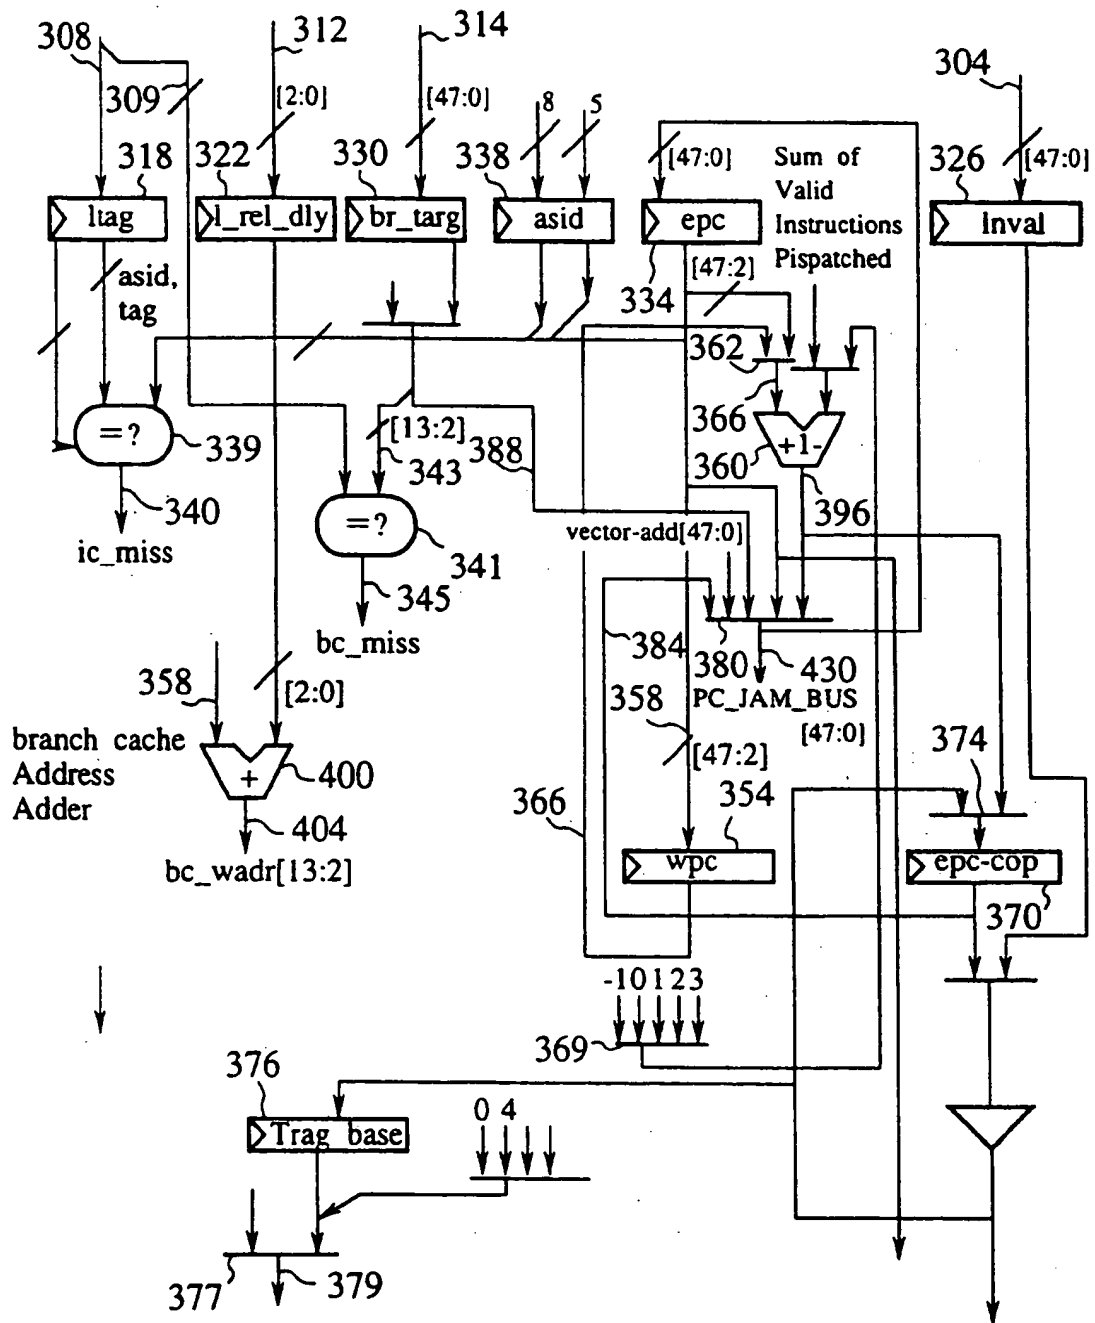 308
312
314
304
309
[2:0]
[47:0]
8
5
[47:0]
[47:0]
Sum of
Valid
Instructions
Pispatched
318
322
330
338
326
ltag
l_rel_dly
br_targ
asid
epc
Inval
334
[47:2]
asid,
tag
362
366
=?
339
[13:2]
343
388
360
+1-
396
340
ic_miss
=?
341
vector-add[47:0]
345
bc_miss
384
380
430
PC_JAM_BUS
[47:0]
358
[2:0]
358
[47:2]
374
branch cache
Address
Adder
+
400
366
354
404
bc_wadr[13:2]
wpc
epc-cop
370
-10 1 2 3
369
376
0 4
Trag base
377
379